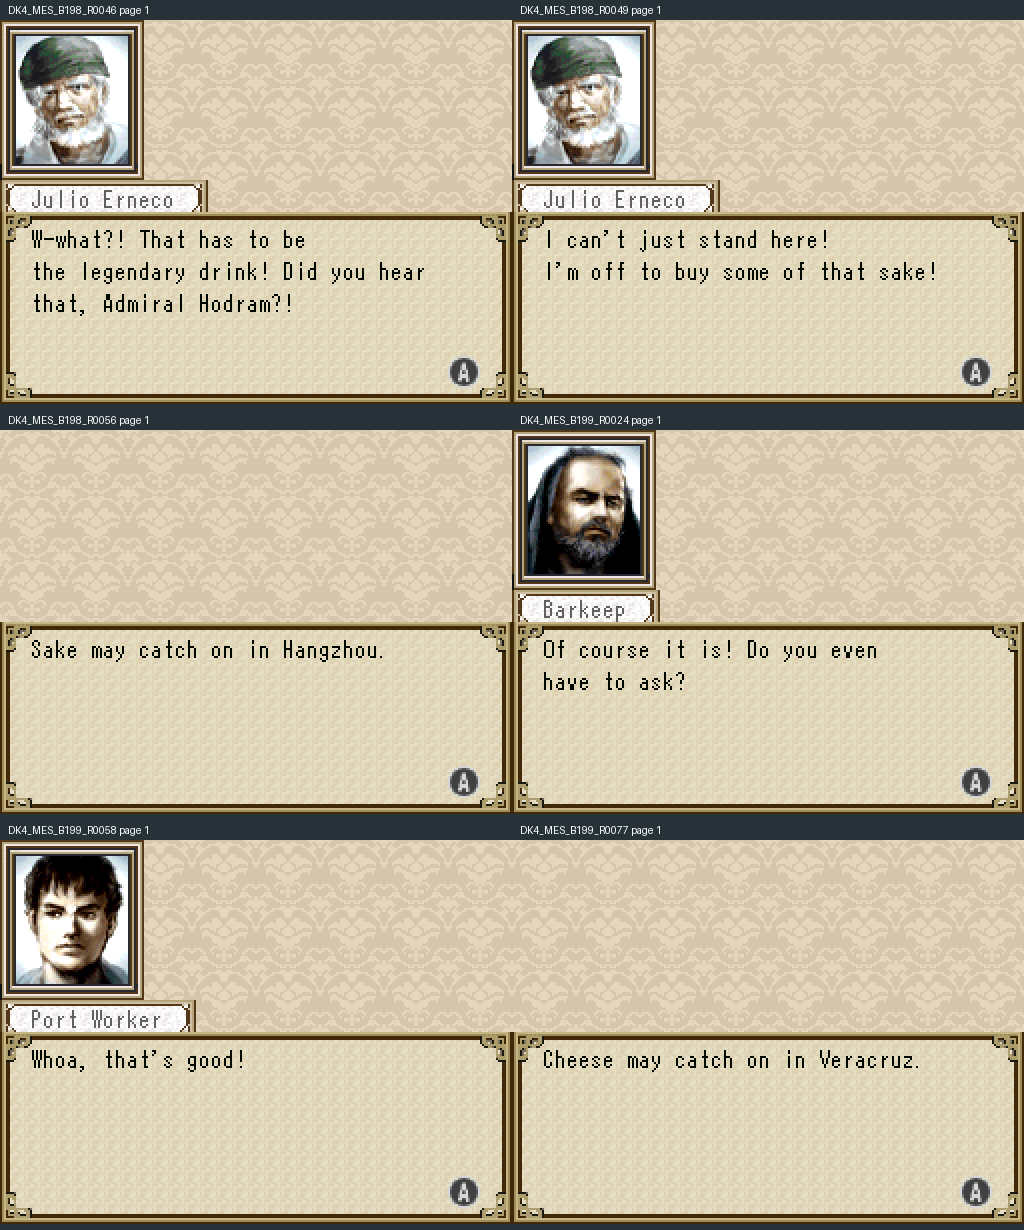 DK4_MES_B198_R0046 page 1
Julio Erneco
W-what?! That has to be
the legendary drink! Did you hear
that, Admiral Hodram?!
A
DK4_MES_B198_R0049 page 1
Julio Erneco
I can't just stand here!
I'm off to buy some of that sake!
A
DK4_MES_B198_R0056 page 1
Sake may catch on in Hangzhou.
A
DK4_MES_B199_R0024 page 1
Barkeep
Of course it is! Do you even
have to ask?
A
DK4_MES_B199_R0058 page 1
Port Worker
Whoa, that's good!
A
DK4_MES_B199_R0077 page 1
Cheese may catch on in Veracruz.
A